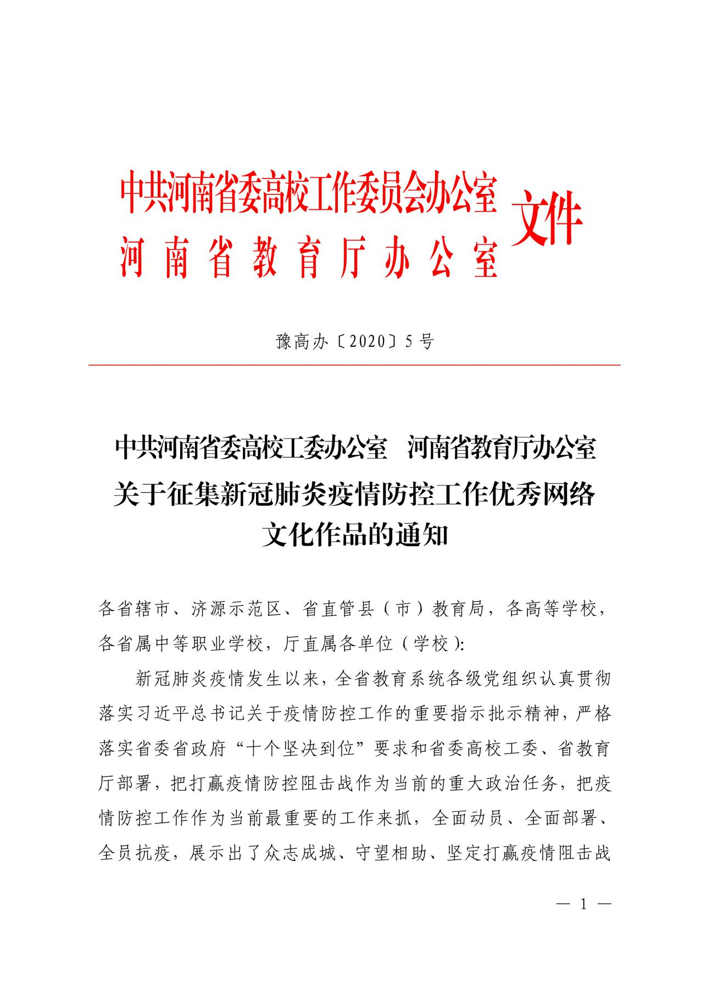 中共河南省委高校工作委员会办公室
文件
河南省教育厅办公室
豫高办〔2020〕5 号
中共河南省委高校工委办公室　河南省教育厅办公室
关于征集新冠肺炎疫情防控工作优秀网络
文化作品的通知
各省辖市、济源示范区、省直管县（市）教育局，各高等学校，
各省属中等职业学校，厅直属各单位（学校）：
新冠肺炎疫情发生以来，全省教育系统各级党组织认真贯彻
落实习近平总书记关于疫情防控工作的重要指示批示精神，严格
落实省委省政府“十个坚决到位”要求和省委高校工委、省教育
厅部署，把打赢疫情防控阻击战作为当前的重大政治任务，把疫
情防控工作作为当前最重要的工作来抓，全面动员、全面部署、
全员抗疫，展示出了众志成城、守望相助、坚定打赢疫情阻击战
— 1 —